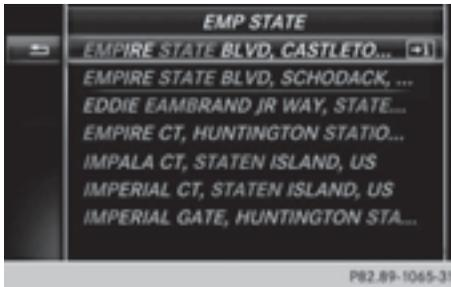 EMP STATE
EMPIRE STATE BLVD, CASTLETO...
EMPIRE STATE BLVD, SCHODACK, ...
EDDIE EAMBRAND JR WAY, STATE...
EMPIRE CT, HUNTINGTON STATIO...
IMPALA CT, STATEN ISLAND, US
IMPERIAL CT, STATEN ISLAND, US
IMPERIAL GATE, HUNTINGTON STA...
P82.89-1065-31